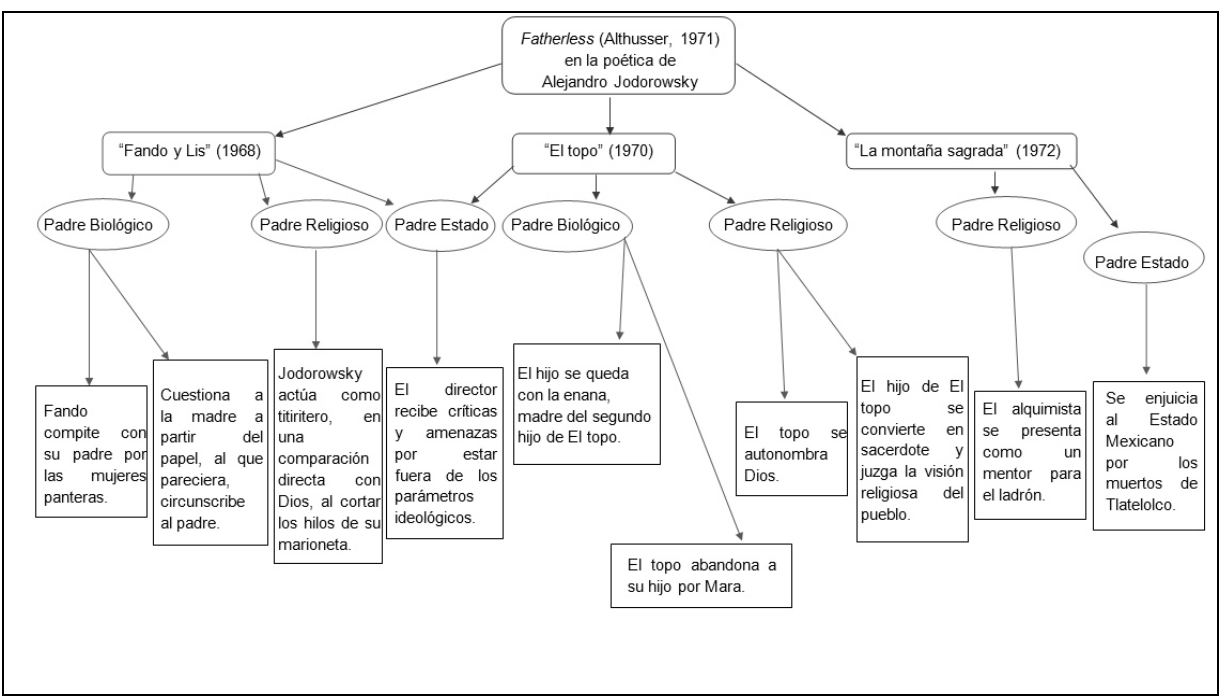 Fatherless (Althusser, 1971)
en la poética de
Alejandro Jodorowsky
“Fando y Lis” (1968)
“El topo” (1970)
“La montaña sagrada” (1972)
Padre Biológico
Padre Religioso
Padre Estado
Padre Biológico
Padre Religioso
Padre Religioso
Padre Estado
Fando
compite con
su padre por
las mujeres
panteras.
Cuestiona a
la madre a
partir del
papel, al que
pareciera,
circunscribe
al padre.
Jodorowsky
actúa como
titiritero, en
una
comparación
directa con
Dios, al cortar
los hilos de su
marioneta.
El director
recibe críticas
y amenazas
por estar
fuera de los
parámetros
ideológicos.
El hijo se queda
con la enana,
madre del segundo
hijo de El topo.
El topo abandona a
su hijo por Mara.
El topo se
autonombra
Dios.
El hijo de El
topo se
convierte en
sacerdote y
juzga la visión
religiosa del
pueblo.
El alquimista
se presenta
como un
mentor para
el ladrón.
Se enjuicia
al Estado
Mexicano
por los
muertos de
Tlatelolco.